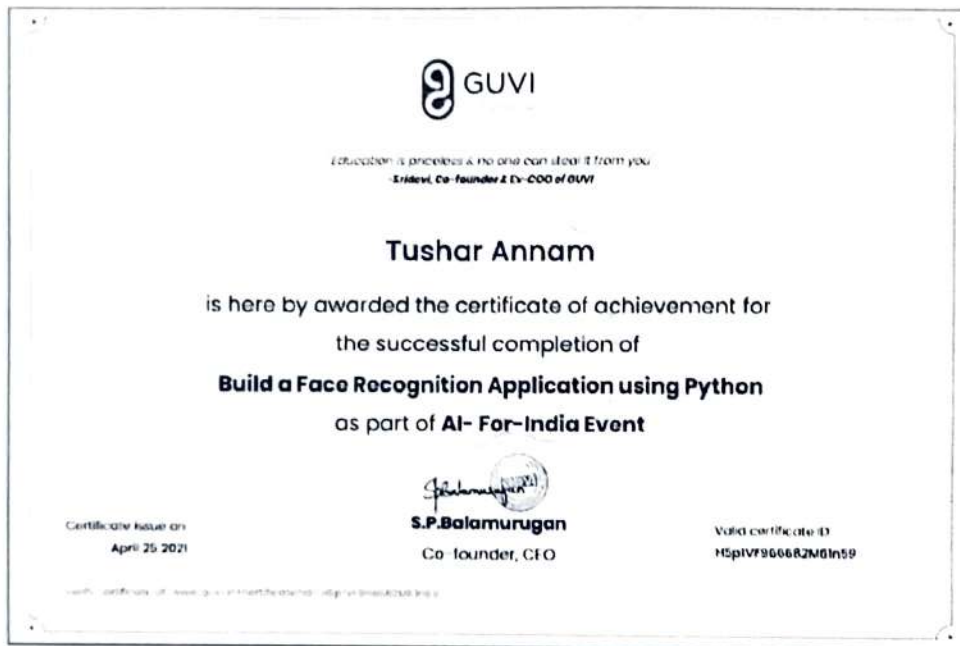 GUVI
Education is priceless & no one can steal it from you
-Sridevi, Co-founder & Ex-COO of GUVI
Tushar Annam
is here by awarded the certificate of achievement for
the successful completion of
Build a Face Recognition Application using Python
as part of AI- For-India Event
S.P.Balamurugan
Co-founder, CEO
Certificate issue on
April 25 2021
Valid certificate ID